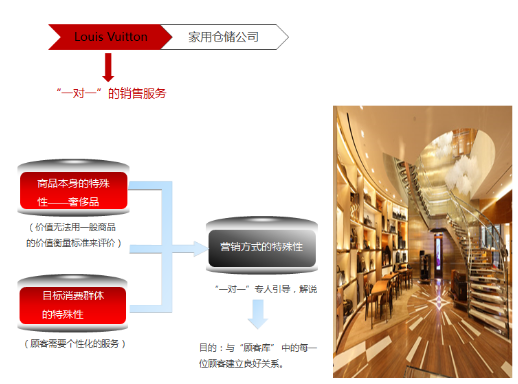 Louis Vuitton
家用仓储公司
“一对一”的销售服务
商品本身的特殊
性——奢侈品
（价值无法用一般商品
的价值衡量标准来评价）
营销方式的特殊性
目标消费群体
的特殊性
“一对一”专人引导，解说
（顾客需要个性化的服务）
目的：与“顾客库”中的每一
位顾客建立良好关系。